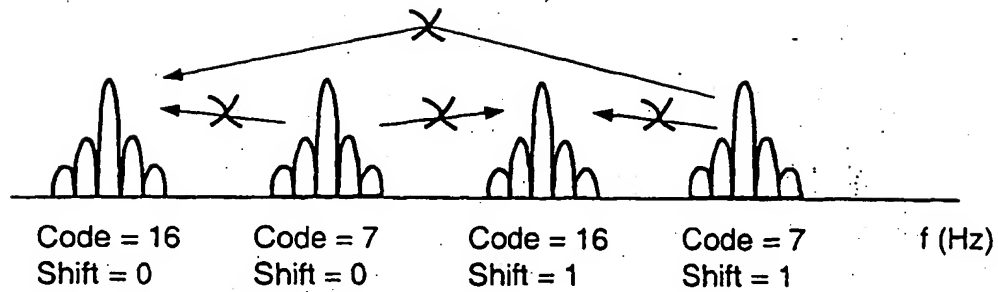 Code = 16
Shift = 0
Code = 7
Shift = 0
Code = 16
Shift = 1
Code = 7
Shift = 1
f (Hz)